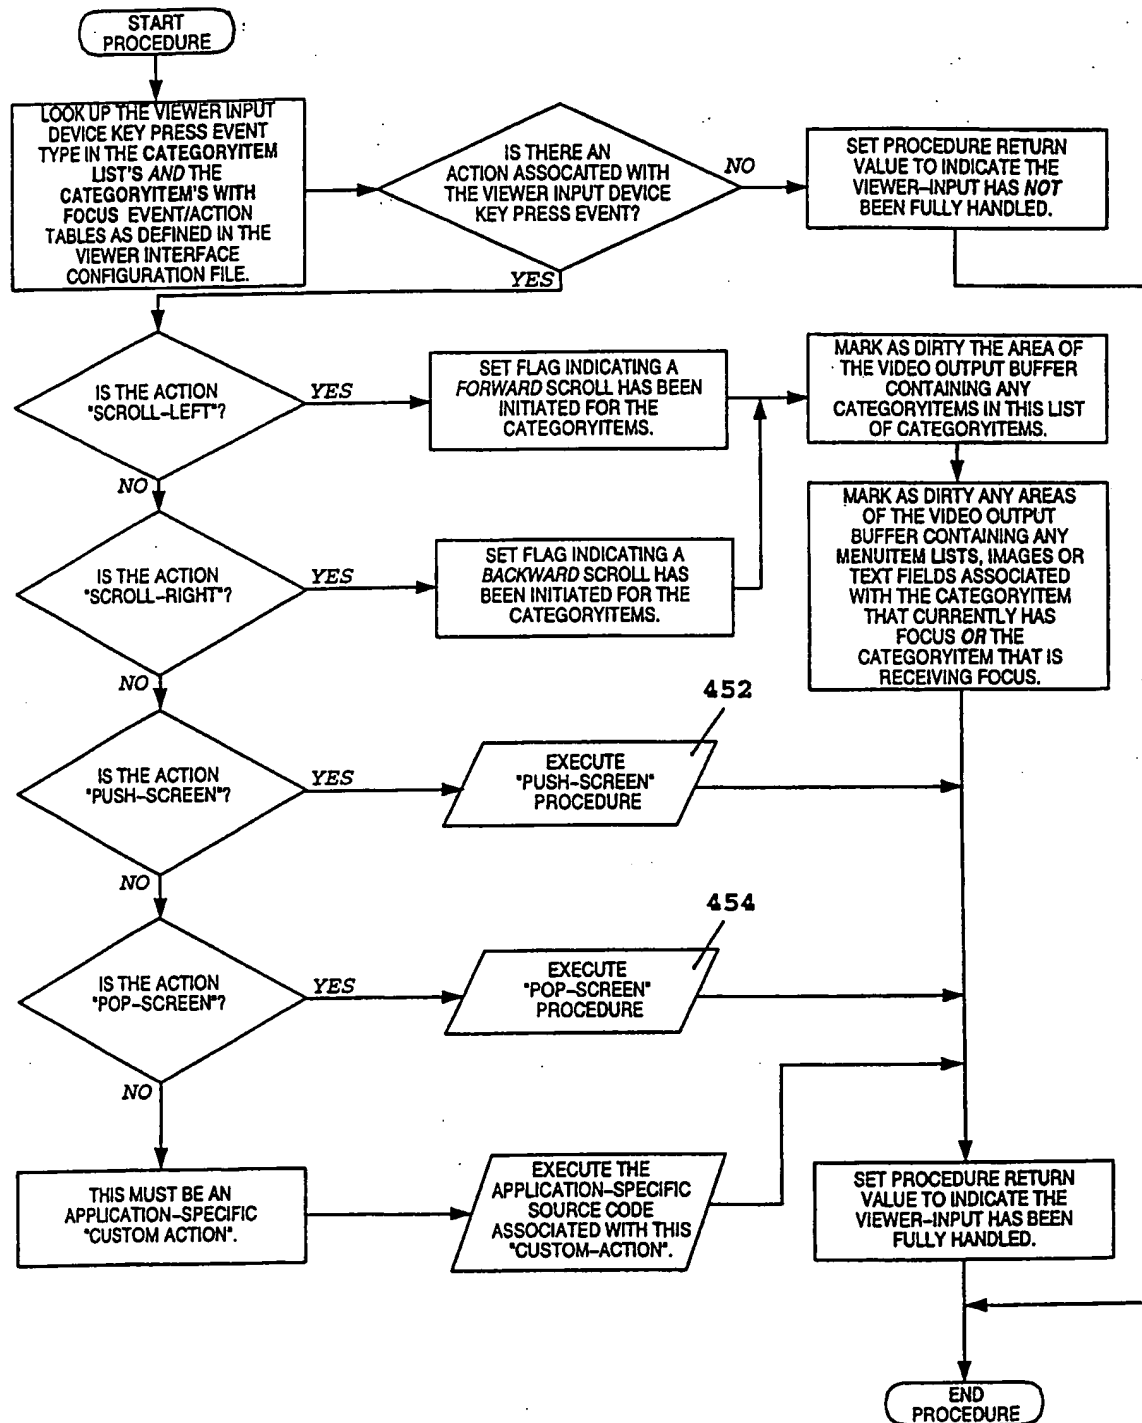 START
PROCEDURE
LOOK UP THE VIEWER INPUT
DEVICE KEY PRESS EVENT
TYPE IN THE CATEGORYITEM
LIST'S AND THE
CATEGORYITEM'S WITH
FOCUS EVENT/ACTION
TABLES AS DEFINED IN THE
VIEWER INTERFACE
CONFIGURATION FILE.
IS THERE AN
ACTION ASSOCAITED WITH
THE VIEWER INPUT DEVICE
KEY PRESS EVENT?
NO
SET PROCEDURE RETURN
VALUE TO INDICATE THE
VIEWER-INPUT HAS NOT
BEEN FULLY HANDLED.
YES
IS THE ACTION
"SCROLL-LEFT"?
YES
SET FLAG INDICATING A
FORWARD SCROLL HAS BEEN
INITIATED FOR THE
CATEGORYITEMS.
MARK AS DIRTY THE AREA OF
THE VIDEO OUTPUT BUFFER
CONTAINING ANY
CATEGORYITEMS IN THIS LIST
OF CATEGORYITEMS.
NO
IS THE ACTION
"SCROLL-RIGHT"?
YES
SET FLAG INDICATING A
BACKWARD SCROLL HAS
BEEN INITIATED FOR THE
CATEGORYITEMS.
MARK AS DIRTY ANY AREAS
OF THE VIDEO OUTPUT
BUFFER CONTAINING ANY
MENUITEM LISTS, IMAGES OR
TEXT FIELDS ASSOCIATED
WITH THE CATEGORYITEM
THAT CURRENTLY HAS
FOCUS OR THE
CATEGORYITEM THAT IS
RECEIVING FOCUS.
NO
IS THE ACTION
"PUSH-SCREEN"?
YES
452
EXECUTE
"PUSH-SCREEN"
PROCEDURE
NO
IS THE ACTION
"POP-SCREEN"?
YES
454
EXECUTE
"POP-SCREEN"
PROCEDURE
NO
THIS MUST BE AN
APPLICATION-SPECIFIC
"CUSTOM ACTION".
EXECUTE THE
APPLICATION-SPECIFIC
SOURCE CODE
ASSOCIATED WITH THIS
"CUSTOM-ACTION".
SET PROCEDURE RETURN
VALUE TO INDICATE THE
VIEWER-INPUT HAS BEEN
FULLY HANDLED.
END
PROCEDURE